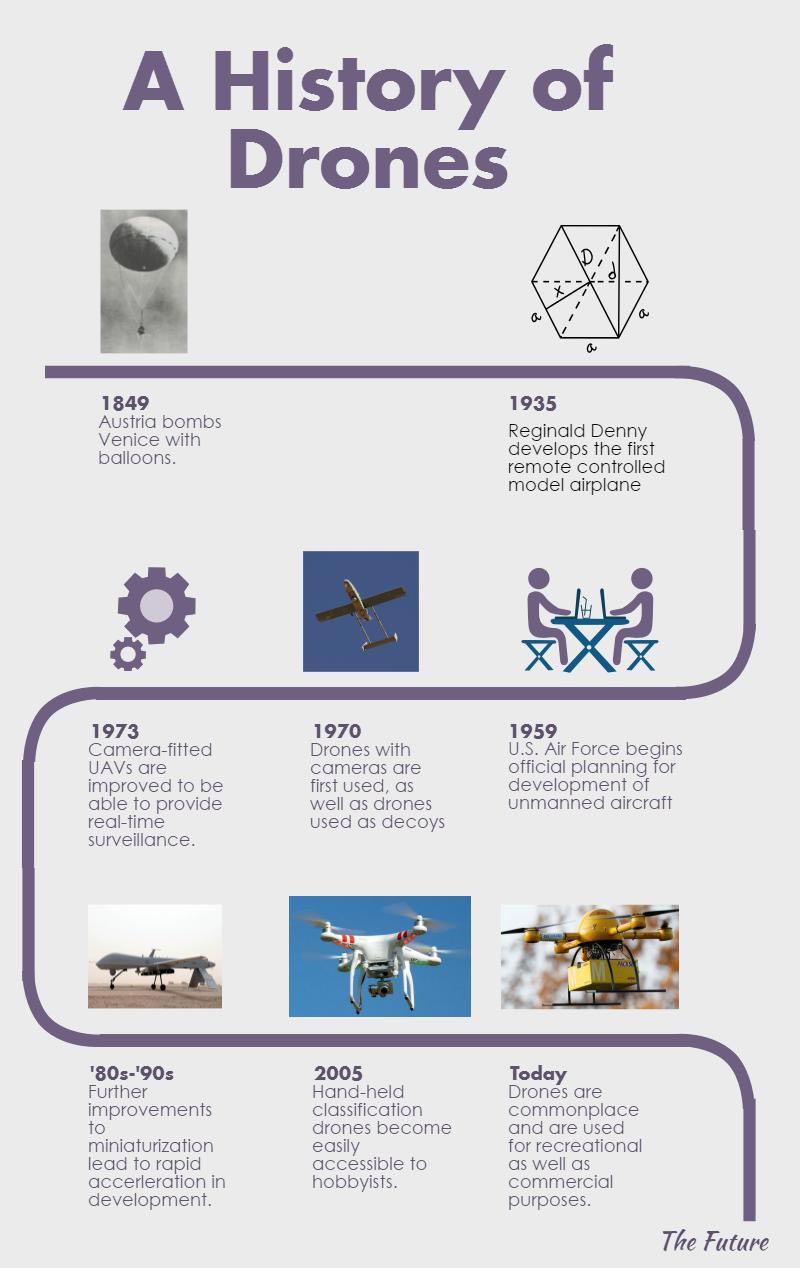 A History of
Drones
D
d
x
a
a
a
1849
Austria bombs
Venice with
balloons.
1935
Reginald Denny
develops the first
remote controlled
model airplane
1973
Camera-fitted
UAVs are
improved to be
able to provide
real-time
surveillance.
1970
Drones with
cameras are
first used, as
well as drones
used as decoys
1959
U.S. Air Force begins
official planning for
development of
unmanned aircraft
'80s-'90s
Further
improvements
to
miniaturization
lead to rapid
accerleration in
development.
2005
Hand-held
classification
drones become
easily
accessible to
hobbyists.
Today
Drones are
commonplace
and are used
for recreational
as well as
commercial
purposes.
The Future